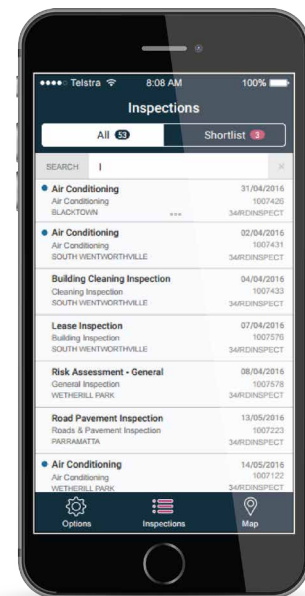 Telstra 8:08 AM 100%
Inspections
All 53 Shortlist 3
SEARCH
Air Conditioning 31/04/2016
Air Conditioning 1007426
BLACKTOWN ••• 34/RDINSPECT
Air Conditioning 02/04/2016
Air Conditioning 1007431
SOUTH WENTWORTHVILLE 34/RDINSPECT
Building Cleaning Inspection 04/04/2016
Cleaning Inspection 1007433
SOUTH WENTWORTHVILLE 34/RDINSPECT
Lease Inspection 07/04/2016
Building Inspection 1007576
SOUTH WENTWORTHVILLE 34/RDINSPECT
Risk Assessment - General 08/04/2016
General Inspection 1007578
WETHERILL PARK 34/RDINSPECT
Road Pavement Inspection 13/05/2016
Roads & Pavement Inspection 1007223
PARRAMATTA 34/RDINSPECT
Air Conditioning 14/05/2016
Air Conditioning 1007122
WETHERILL PARK 34/RDINSPECT
Options Inspections Map